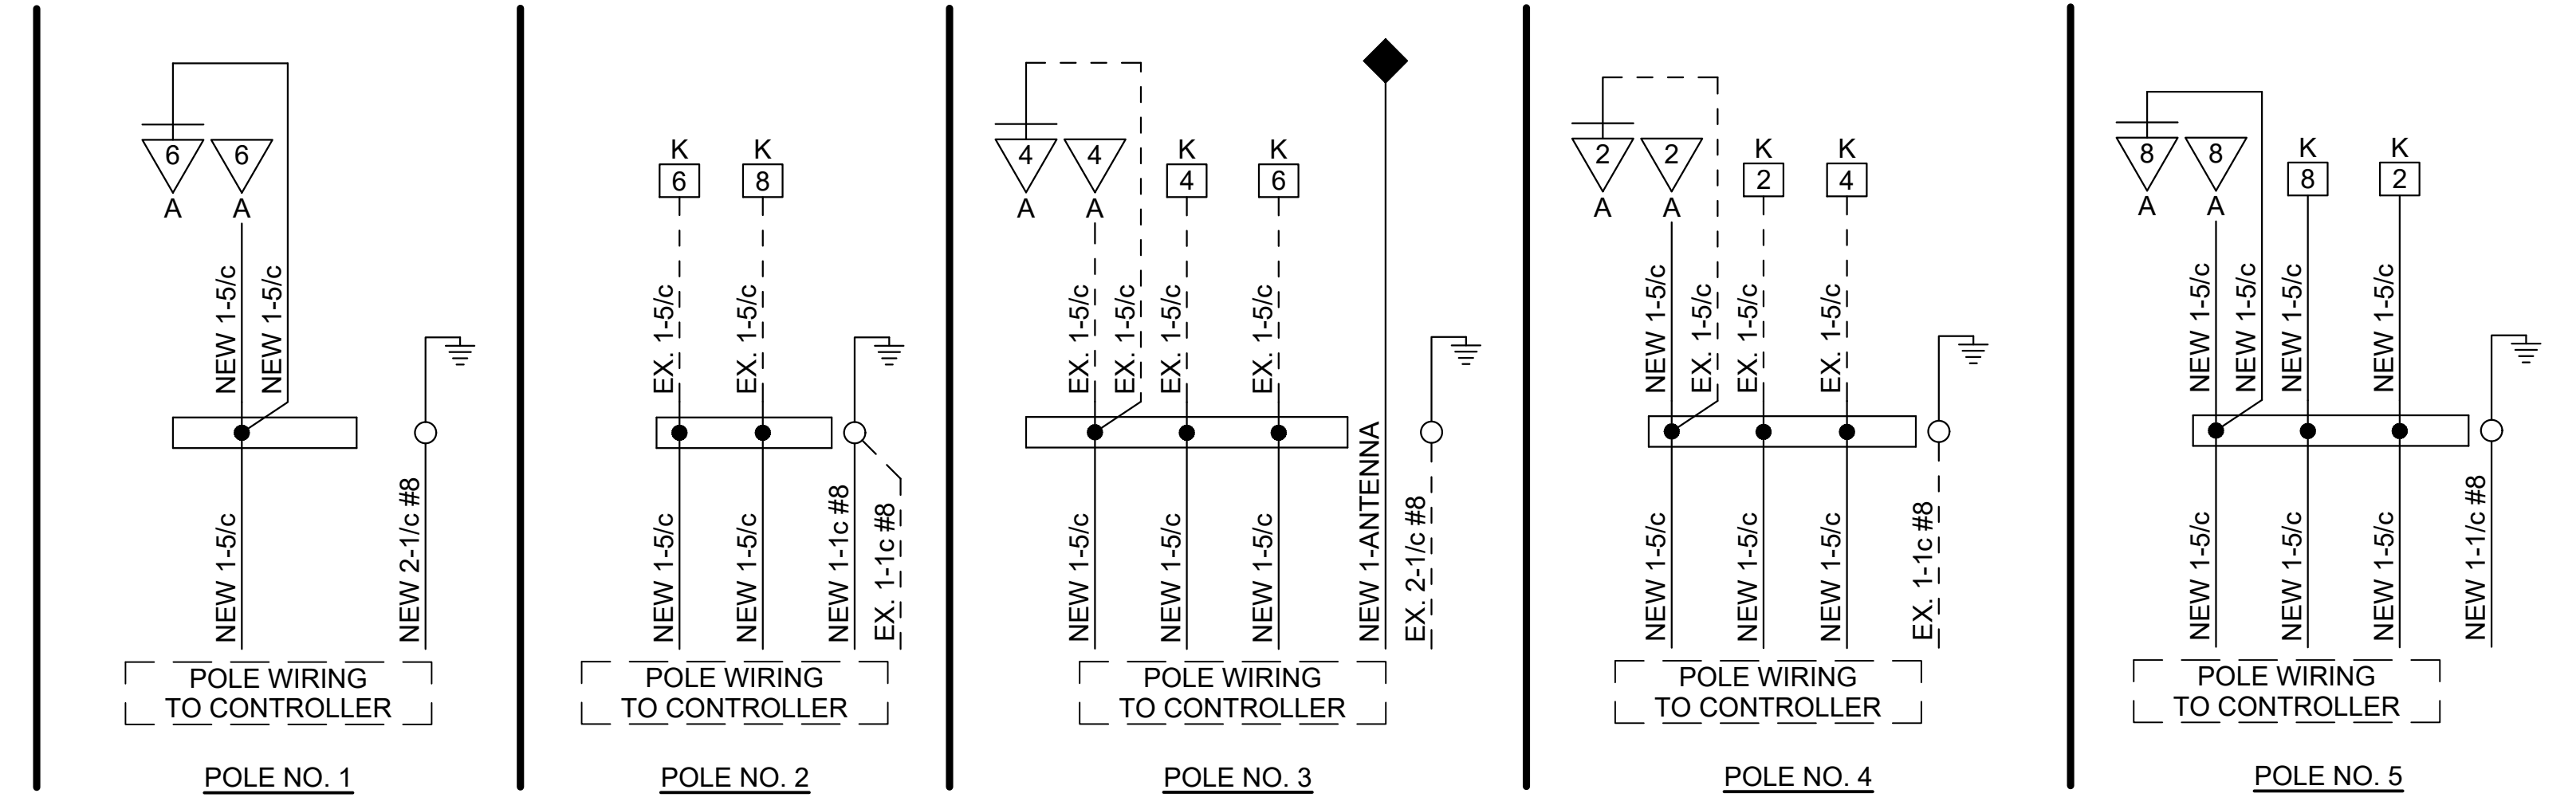 6 6
A A
NEW 1-5/c
NEW 1-5/c
NEW 1-5/c
NEW 2-1/c #8
POLE WIRING
TO CONTROLLER
POLE NO. 1
K K
6 8
EX. 1-5/c
EX. 1-5/c
NEW 1-5/c
NEW 1-5/c
NEW 1-1c #8
EX. 1-1c #8
POLE WIRING
TO CONTROLLER
POLE NO. 2
K K
4 4 4 6
A A
EX. 1-5/c
EX. 1-5/c
EX. 1-5/c
EX. 1-5/c
NEW 1-5/c
NEW 1-5/c
NEW 1-5/c
NEW 1-ANTENNA
EX. 2-1/c #8
POLE WIRING
TO CONTROLLER
POLE NO. 3
K K
2 2 2 4
A A
NEW 1-5/c
EX. 1-5/c
EX. 1-5/c
EX. 1-5/c
NEW 1-5/c
NEW 1-5/c
NEW 1-5/c
EX. 1-1c #8
POLE WIRING
TO CONTROLLER
POLE NO. 4
K K
8 8 8 2
A A
NEW 1-5/c
NEW 1-5/c
NEW 1-5/c
NEW 1-5/c
NEW 1-5/c
NEW 1-5/c
NEW 1-5/c
NEW 1-1/c #8
POLE WIRING
TO CONTROLLER
POLE NO. 5